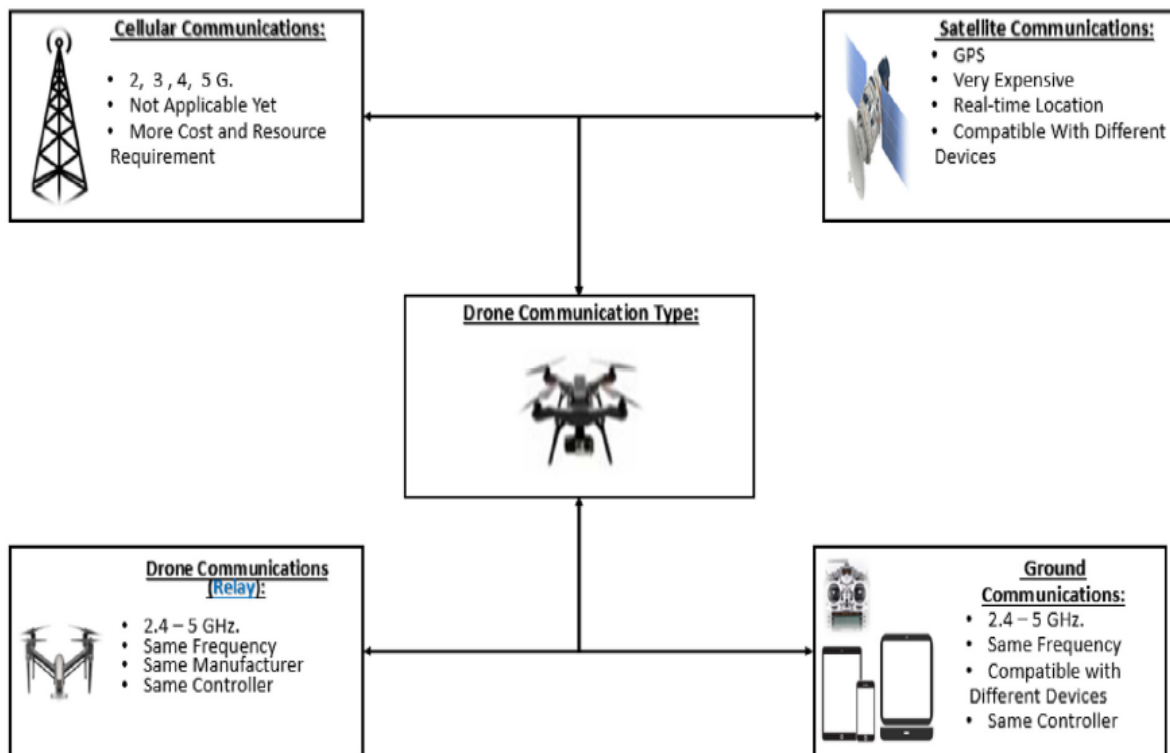 Cellular Communications:
• 2, 3 , 4, 5 G.
• Not Applicable Yet
• More Cost and Resource
Requirement
Satellite Communications:
• GPS
• Very Expensive
• Real-time Location
• Compatible With Different
Devices
Drone Communication Type:
Drone Communications
(Relay):
• 2.4 – 5 GHz.
• Same Frequency
• Same Manufacturer
• Same Controller
Ground
Communications:
• 2.4 – 5 GHz.
• Same Frequency
• Compatible with
Different Devices
• Same Controller